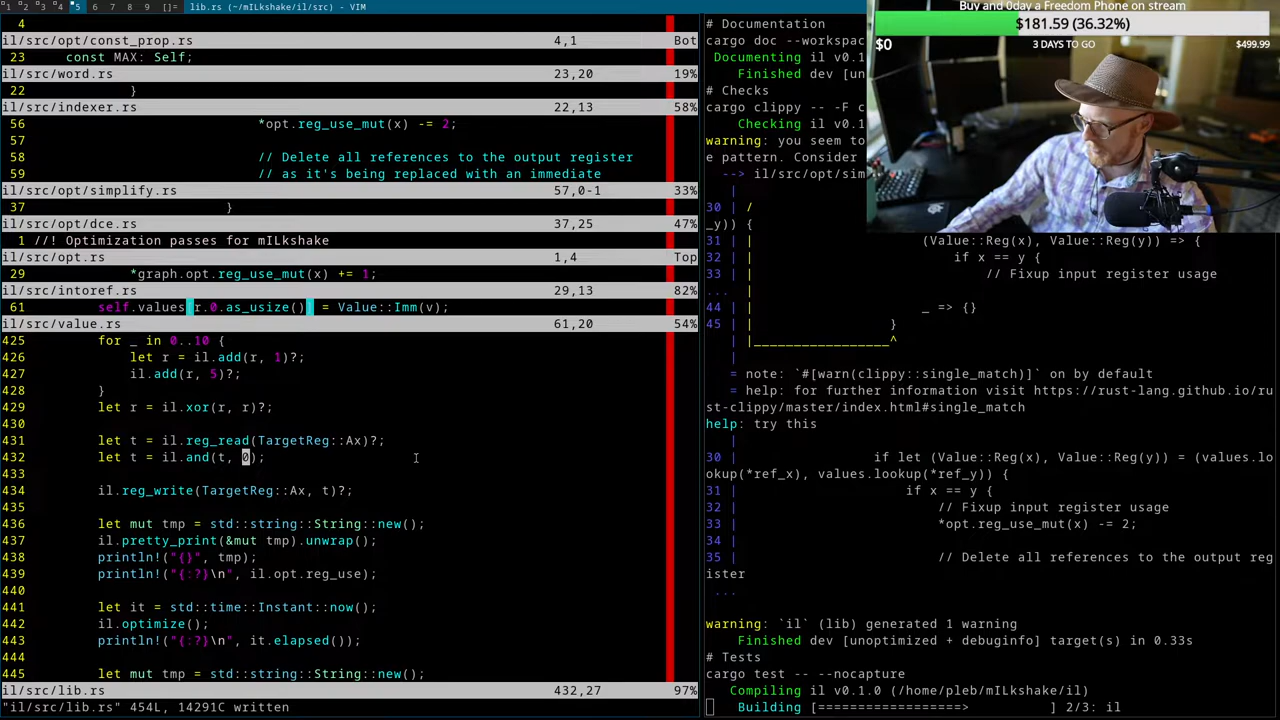 1 2 3 4 5 6 7 8 9 []= lib.rs (~/mILkshake/il/src) - VIM
4
il/src/opt/const_prop.rs 4,1 Bot
23 const MAX: Self;
il/src/word.rs 23,20 19%
22 }
il/src/indexer.rs 22,13 58%
56 *opt.reg_use_mut(x) -= 2;
57
58 // Delete all references to the output register
59 // as it's being replaced with an immediate
il/src/opt/simplify.rs 57,0-1 33%
37 }
il/src/opt/dce.rs 37,25 47%
1 //! Optimization passes for mILkshake
il/src/opt.rs 1,4 Top
29 *graph.opt.reg_use_mut(x) += 1;
il/src/intoref.rs 29,13 82%
61 self.values[r.0.as_usize()] = Value::Imm(v);
il/src/value.rs 61,20 54%
425 for _ in 0..10 {
426 let r = il.add(r, 1)?;
427 il.add(r, 5)?;
428 }
429 let r = il.xor(r, r)?;
430
431 let t = il.reg_read(TargetReg::Ax)?;
432 let t = il.and(t, 0);
433
434 il.reg_write(TargetReg::Ax, t)?;
435
436 let mut tmp = std::string::String::new();
437 il.pretty_print(&mut tmp).unwrap();
438 println!("{}", tmp);
439 println!("{:?}\n", il.opt.reg_use);
440
441 let it = std::time::Instant::now();
442 il.optimize();
443 println!("{:?}\n", it.elapsed());
444
445 let mut tmp = std::string::String::new();
il/src/lib.rs 432,27 97%
"il/src/lib.rs" 454L, 14291C written
# Documentation
cargo doc --workspac
Documenting il v0.1
Finished dev [un
# Checks
cargo clippy -- -F c
Checking il v0.1
warning: you seem to
e pattern. Consider
--> il/src/opt/sim
|
30 | /
_y)) {
31 | | (Value::Reg(x), Value::Reg(y)) => {
32 | | if x == y {
33 | | // Fixup input register usage
... |
44 | | _ => {}
45 | | }
| |_____________________^
|
= note: `#[warn(clippy::single_match)]` on by default
= help: for further information visit https://rust-lang.github.io/ru
st-clippy/master/index.html#single_match
help: try this
|
30 | if let (Value::Reg(x), Value::Reg(y)) = (values.lo
okup(*ref_x), values.lookup(*ref_y)) {
31 | if x == y {
32 | // Fixup input register usage
33 | *opt.reg_use_mut(x) -= 2;
34 |
35 | // Delete all references to the output reg
ister
...
warning: `il` (lib) generated 1 warning
Finished dev [unoptimized + debuginfo] target(s) in 0.33s
# Tests
cargo test -- --nocapture
Compiling il v0.1.0 (/home/pleb/mILkshake/il)
Building [==================> ] 2/3: il
Buy and 0day a Freedom Phone on stream
$181.59 (36.32%)
$0 3 DAYS TO GO $499.99